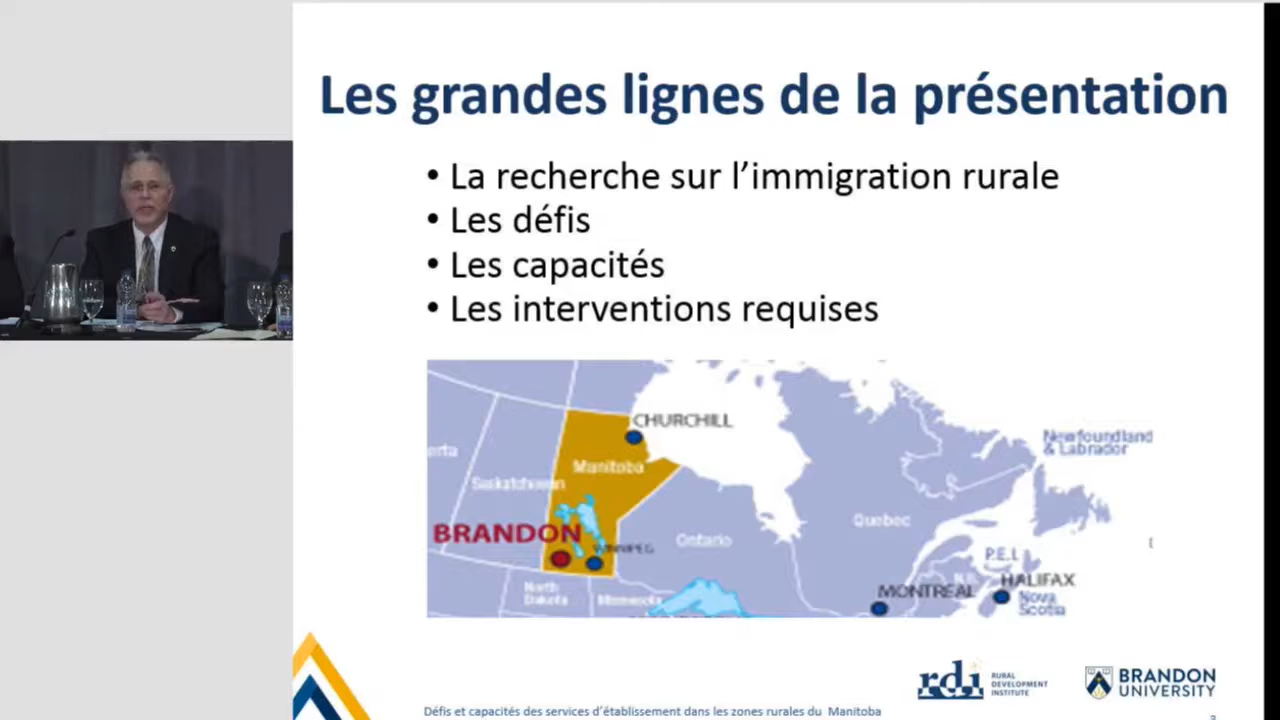 Les grandes lignes de la présentation
• La recherche sur l’immigration rurale
• Les défis
• Les capacités
• Les interventions requises
CHURCHILL
Newfoundland
& Labrador
erta
Manitoba
Saskatchewan
Quebec
BRANDON
WINNIPEG
Ontario
P.E.I.
HALIFAX
North
Dakota
Minnesota
MONTREAL
Nova
Scotia
rdi
RURAL
DEVELOPMENT
INSTITUTE
BRANDON
UNIVERSITY
Défis et capacités des services d’établissement dans les zones rurales du Manitoba